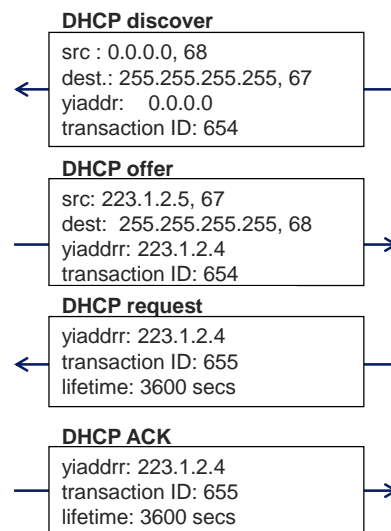 DHCP discover
src : 0.0.0.0, 68
dest.: 255.255.255.255, 67
yiaddr: 0.0.0.0
transaction ID: 654
DHCP offer
src: 223.1.2.5, 67
dest: 255.255.255.255, 68
yiaddrr: 223.1.2.4
transaction ID: 654
DHCP request
yiaddrr: 223.1.2.4
transaction ID: 655
lifetime: 3600 secs
DHCP ACK
yiaddrr: 223.1.2.4
transaction ID: 655
lifetime: 3600 secs